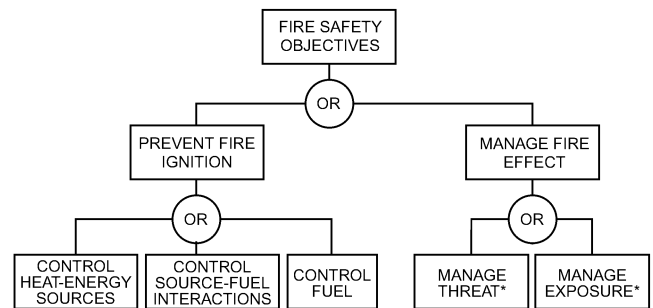 FIRE SAFETY
OBJECTIVES
OR
PREVENT FIRE
IGNITION
MANAGE FIRE
EFFECT
OR
OR
CONTROL
HEAT-ENERGY
SOURCES
CONTROL
SOURCE-FUEL
INTERACTIONS
CONTROL
FUEL
MANAGE
THREAT*
MANAGE
EXPOSURE*